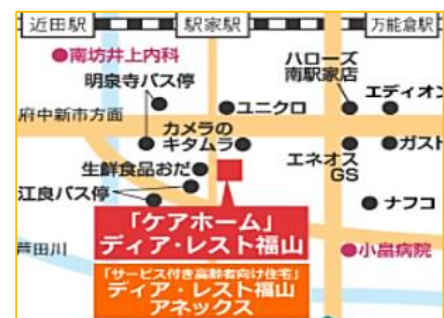 近田駅
駅家駅
万能倉駅
南坊井上内科
ハローズ
南駅家店
明泉寺バス停
エディオン
府中新市方面
ユニクロ
カメラの
キタムラ
生鮮食品おだ
エネオス
GS
ガスト
江良バス停
ナフコ
「ケアホーム」
ディア・レスト福山
芦田川
小畠病院
「サービス付き高齢者向け住宅」
ディア・レスト福山
アネックス